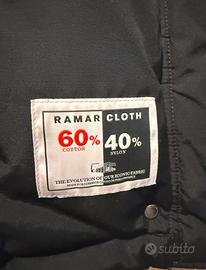 RAMAR CLOTH
60% 40%
COTTON NYLON
THE EVOLUTION OF OUR ICONIC FABRIC
subito